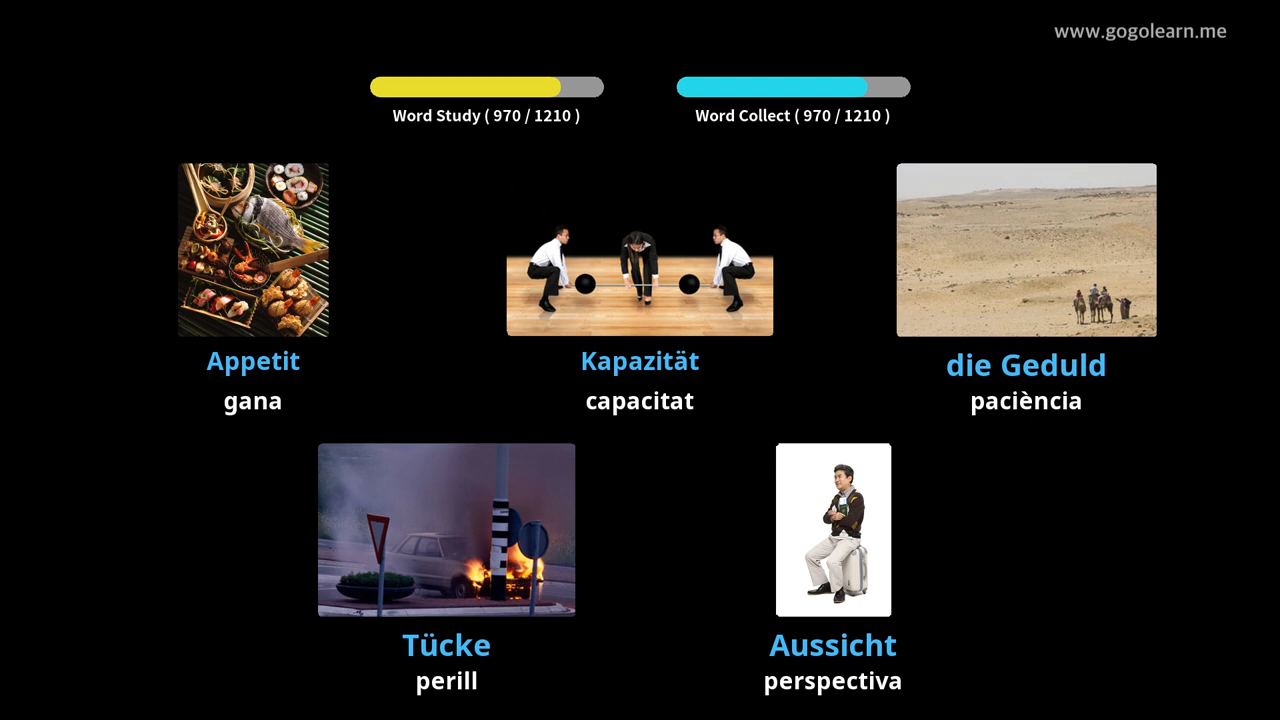 www.gogolearn.me
Word Study ( 970 / 1210 )
Word Collect ( 970 / 1210 )
Appetit
gana
Kapazität
capacitat
die Geduld
paciència
Tücke
perill
Aussicht
perspectiva